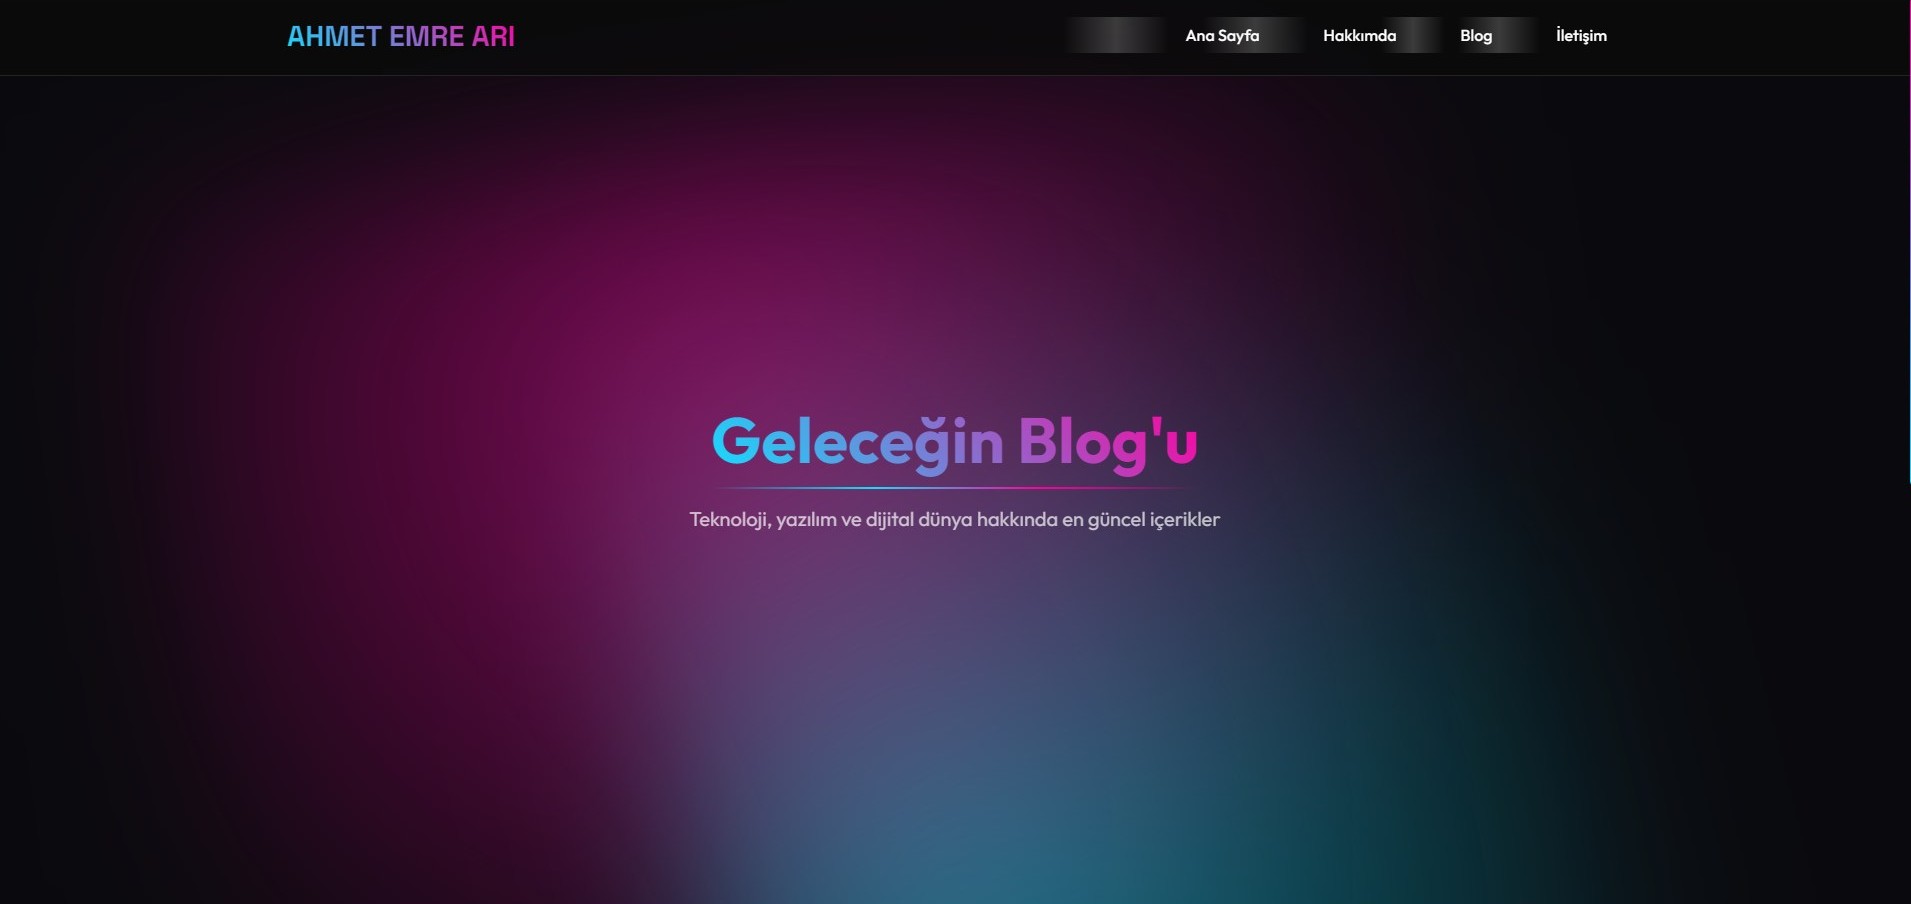 AHMET EMRE ARI
Ana Sayfa Hakkımda Blog İletişim
Geleceğin Blog'u
Teknoloji, yazılım ve dijital dünya hakkında en güncel içerikler